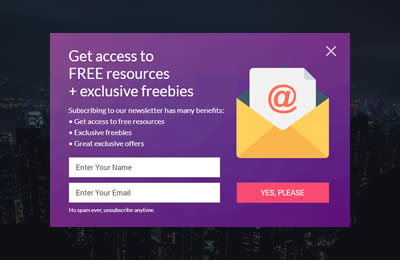 Get access to
FREE resources
+ exclusive freebies
Subscribing to our newsletter has many benefits:
• Get access to free resources
• Exclusive freebies
• Great exclusive offers
Enter Your Name
Enter Your Email
YES, PLEASE
No spam ever, unsubscribe anytime.